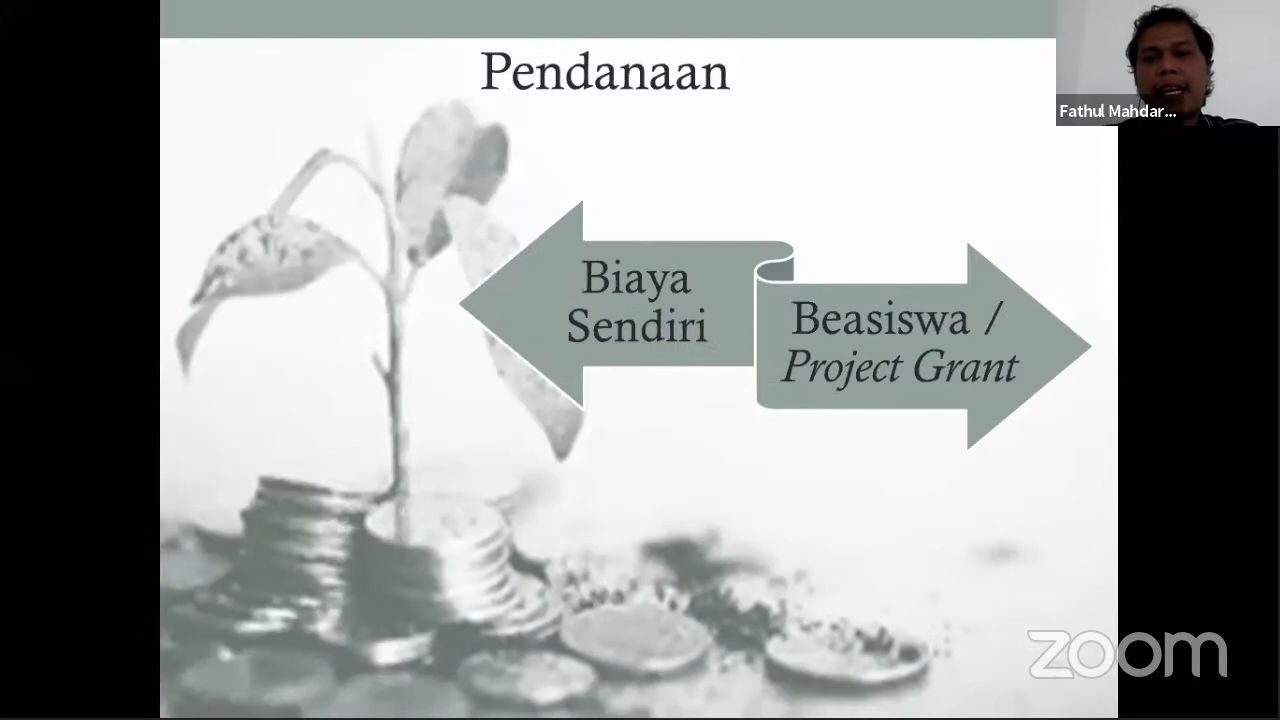 Pendanaan
Fathul Mahdar...
Biaya
Sendiri
Beasiswa /
Project Grant
zoom